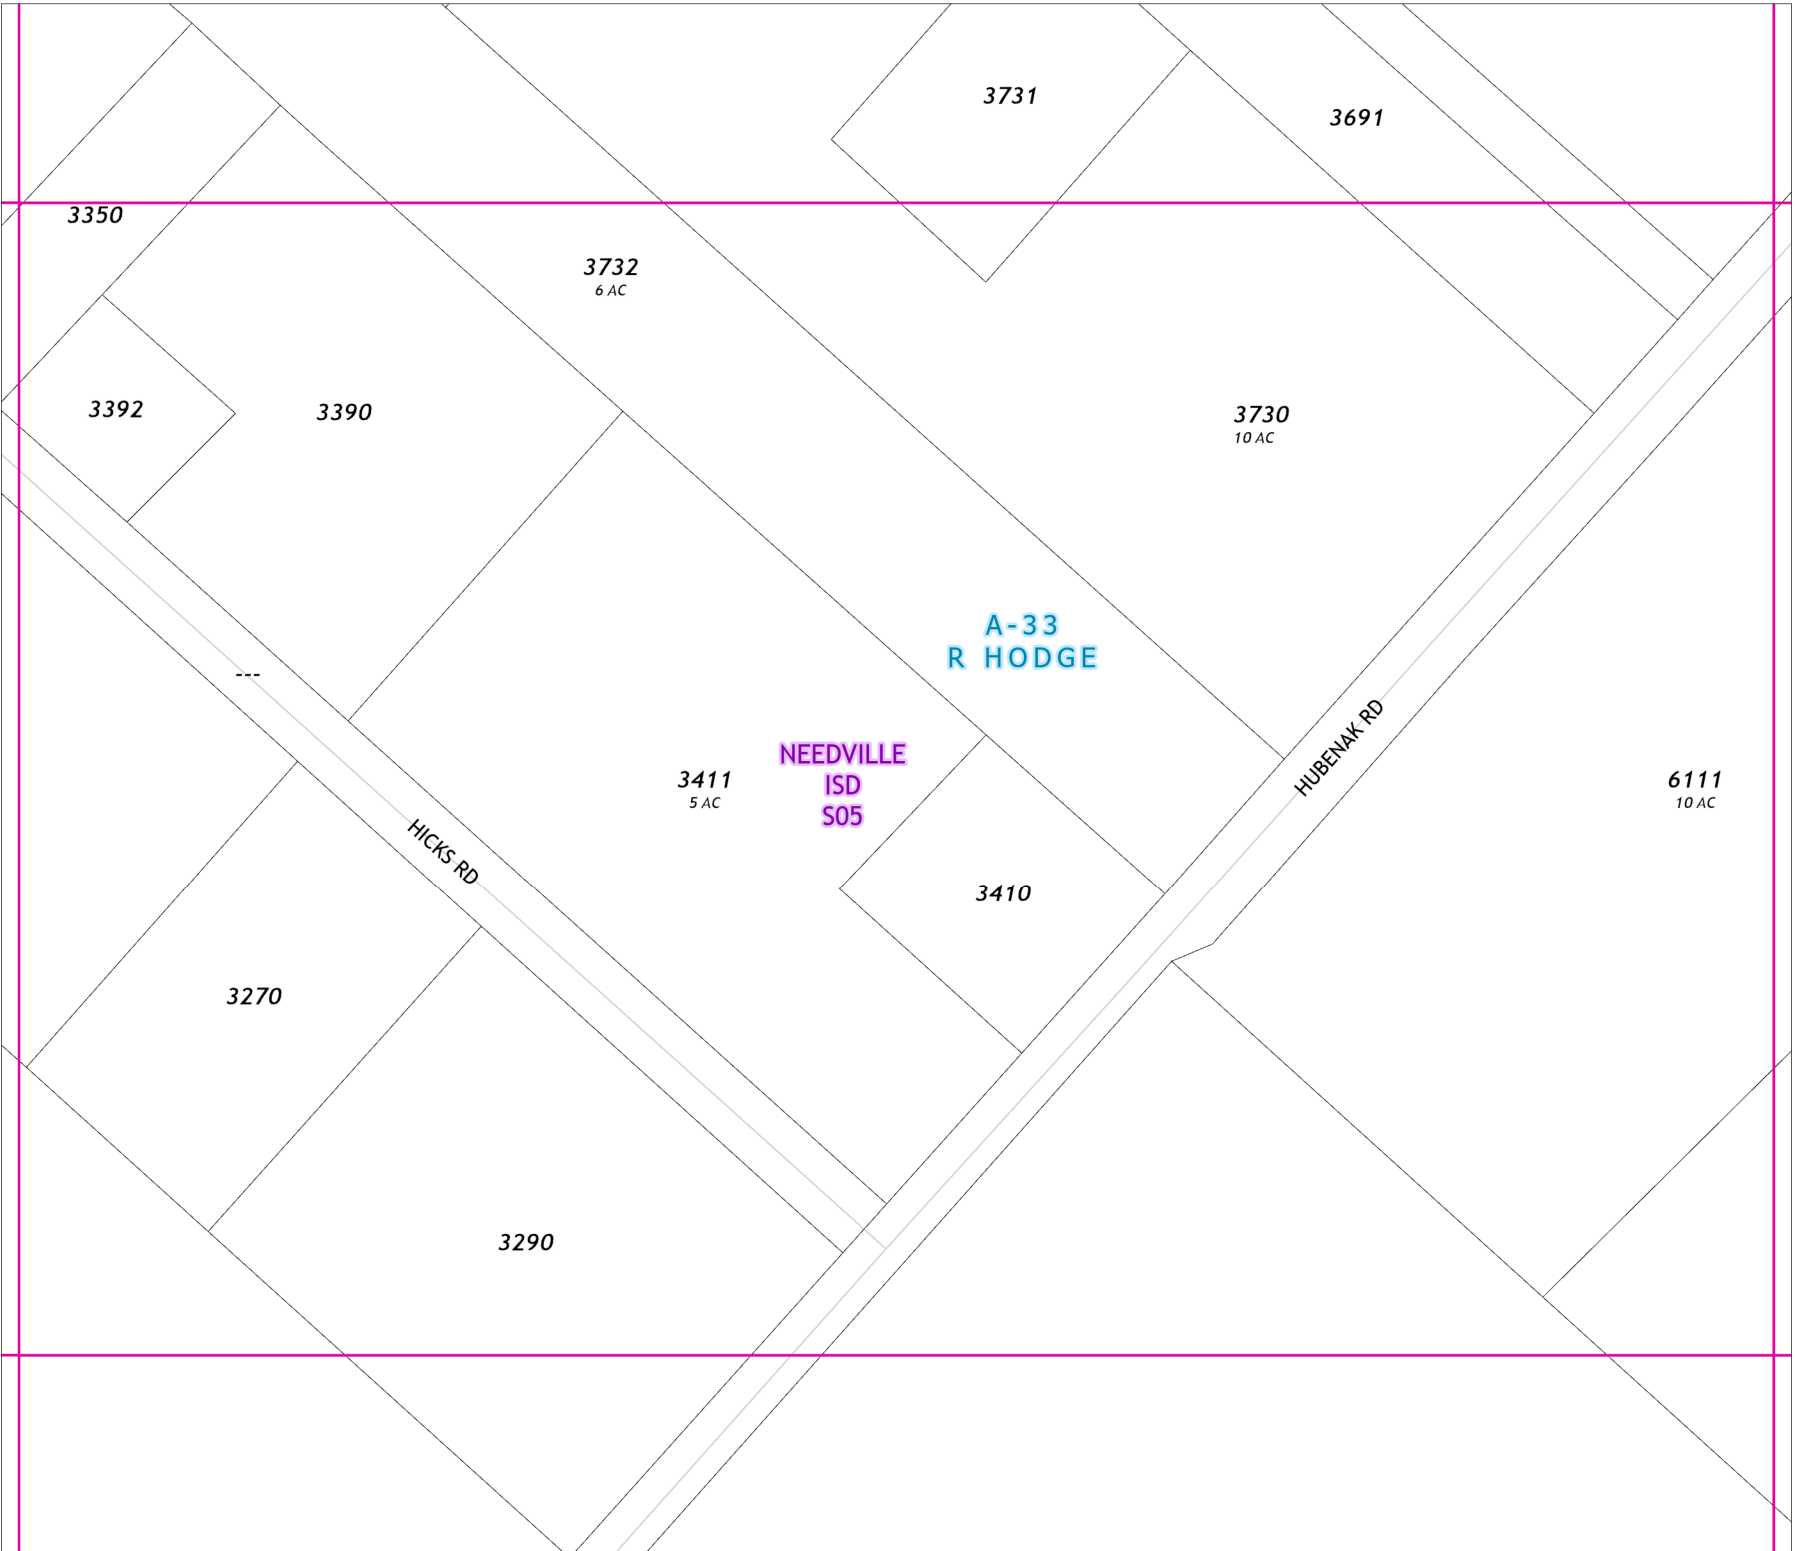 3731
3691
3350
3732
6 AC
3392
3390
3730
10 AC
A-33
R HODGE
---
HUBENAK RD
NEEDVILLE
ISD
S05
3411
5 AC
6111
10 AC
HICKS RD
3410
3270
3290